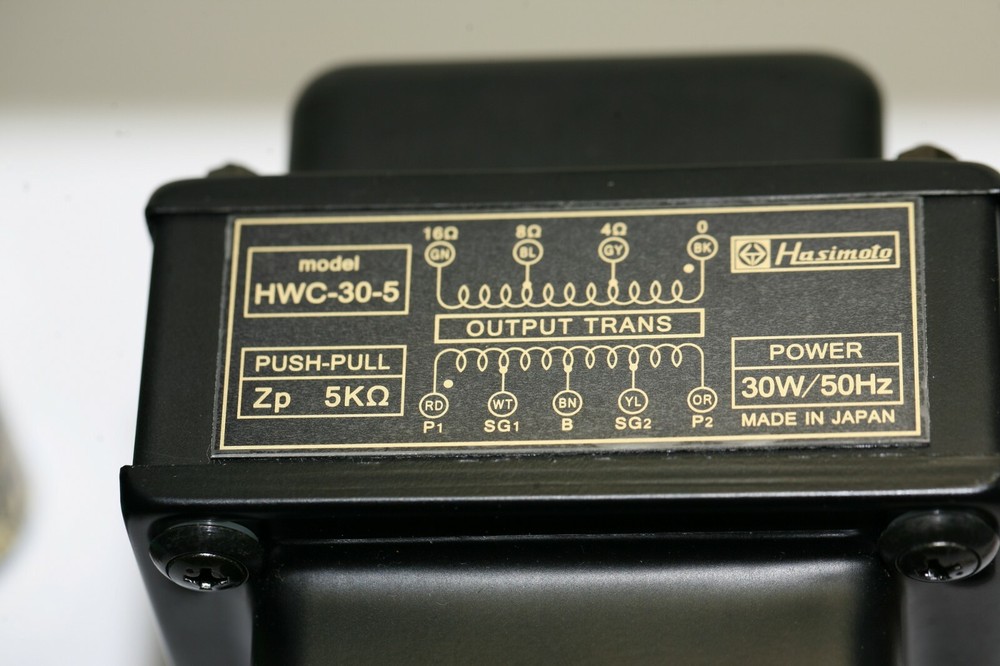 model
HWC-30-5
PUSH-PULL
Zp 5KΩ
16Ω 8Ω 4Ω 0
GN BL GY BK
OUTPUT TRANS
RD WT BN YL OR
P1 SG1 B SG2 P2
Hasimoto
POWER
30W/50Hz
MADE IN JAPAN